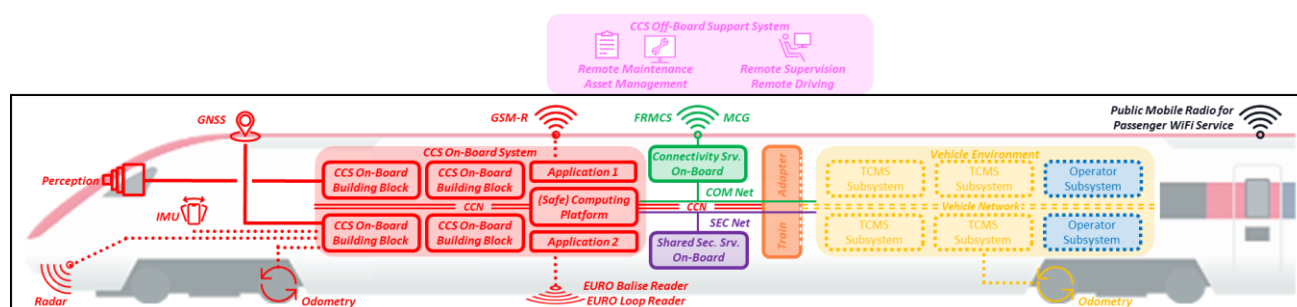 CCS Off-Board Support System
Remote Maintenance
Asset Management
Remote Supervision
Remote Driving
GNSS
GSM-R
FRMCS
MCG
Public Mobile Radio for
Passenger WiFi Service
Perception
IMU
Radar
Odometry
CCS On-Board System
CCS On-Board
Building Block
CCS On-Board
Building Block
Application 1
CCN
(Safe) Computing
Platform
CCS On-Board
Building Block
CCS On-Board
Building Block
Application 2
EURO Balise Reader
EURO Loop Reader
Connectivity Srv.
On-Board
COM Net
CCN
SEC Net
Shared Sec. Srv.
On-Board
Train Adapter
Vehicle Environment
TCMS
Subsystem
TCMS
Subsystem
Operator
Subsystem
Vehicle Network
TCMS
Subsystem
TCMS
Subsystem
Operator
Subsystem
Odometry